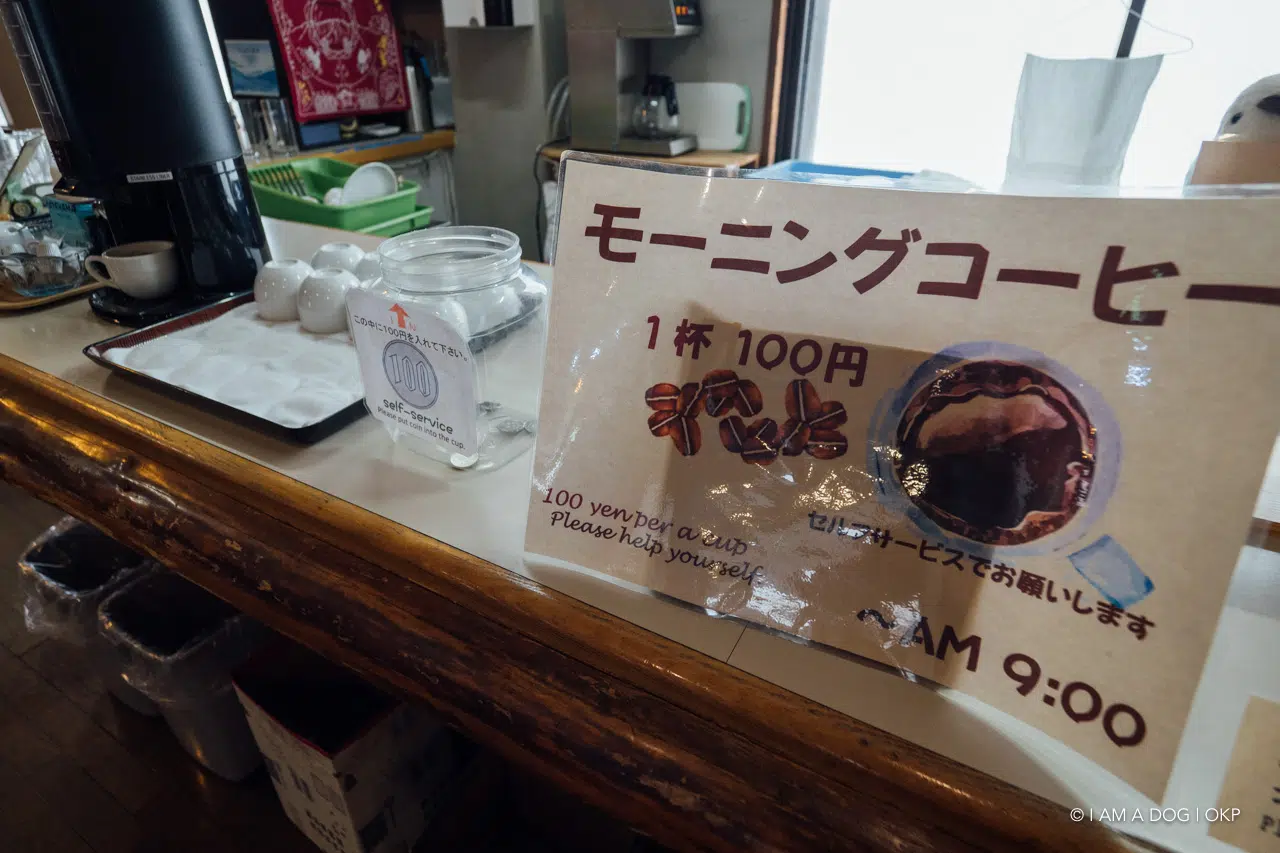 モーニングコーヒー
1杯 100円
100 yen per a cup
Please help yourself
セルフサービスでお願いします
〜AM 9:00
IN
この中に100円を入れて下さい。
100
self-service
Please put coin into the cup.
© I AM A DOG | OKP